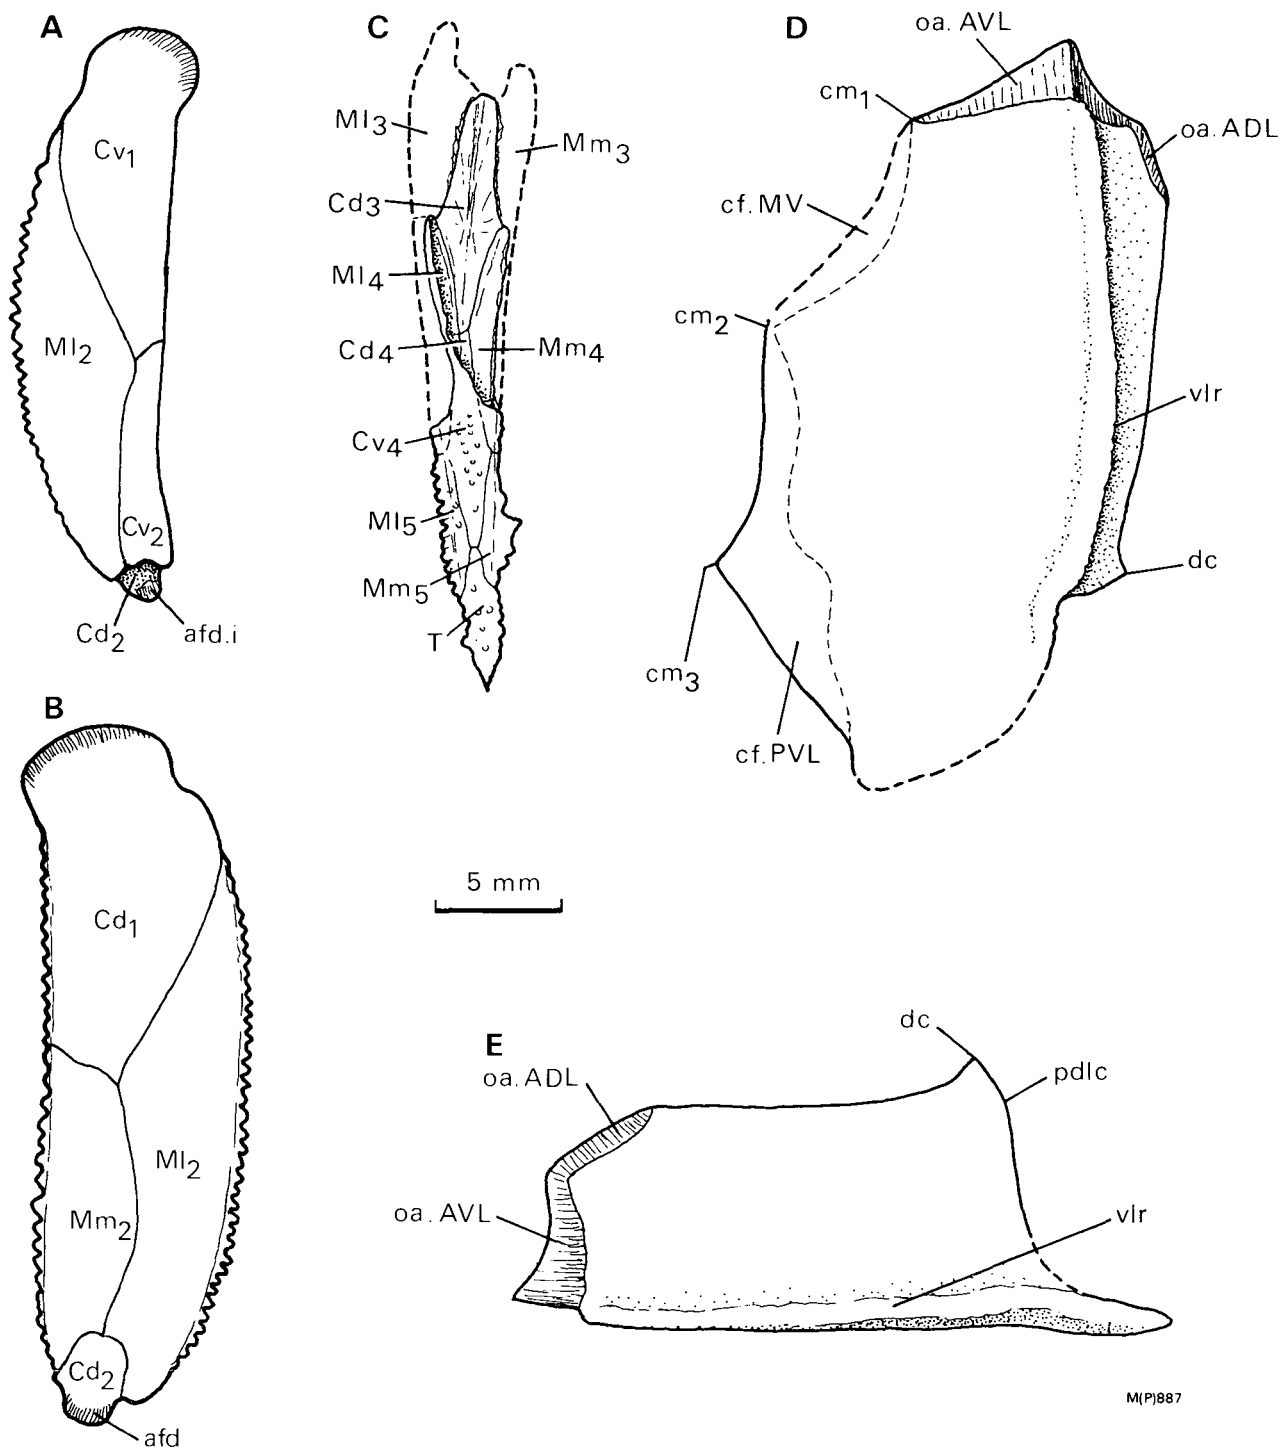 A
Cv1
Ml2
Cv2
Cd2
afd.i
B
Cd1
Ml2
Mm2
Cd2
afd
C
Ml3
Mm3
Cd3
Ml4
Cd4
Mm4
Cv4
Ml5
Mm5
T
D
oa. AVL
cm1
oa. ADL
cf. MV
cm2
vlr
dc
cm3
cf. PVL
5 mm
E
dc
oa. ADL
pdlc
oa. AVL
vlr
M(P)887